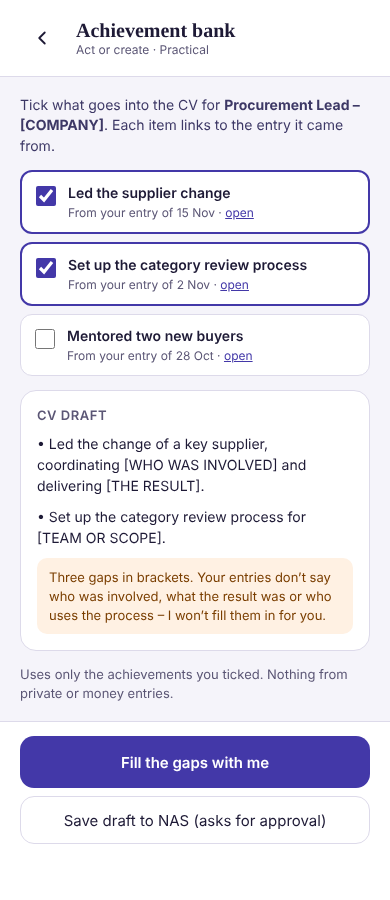 Achievement bank
Act or create · Practical
Tick what goes into the CV for Procurement Lead –
[COMPANY]. Each item links to the entry it came
from.
Led the supplier change
From your entry of 15 Nov · open
Set up the category review process
From your entry of 2 Nov · open
Mentored two new buyers
From your entry of 28 Oct · open
CV DRAFT
• Led the change of a key supplier,
coordinating [WHO WAS INVOLVED] and
delivering [THE RESULT].
• Set up the category review process for
[TEAM OR SCOPE].
Three gaps in brackets. Your entries don’t say
who was involved, what the result was or who
uses the process – I won’t fill them in for you.
Uses only the achievements you ticked. Nothing from
private or money entries.
Fill the gaps with me
Save draft to NAS (asks for approval)